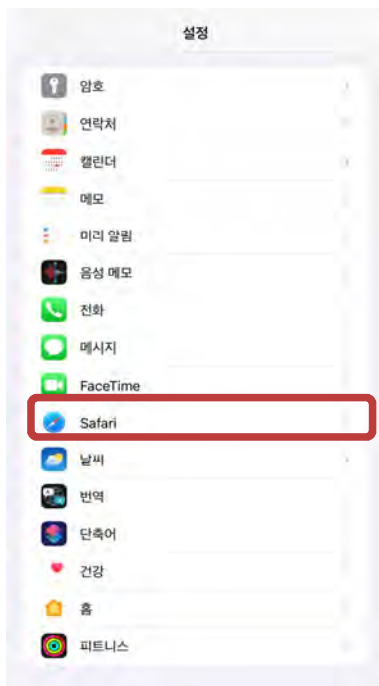 설정
암호
연락처
캘린더
메모
미리 알림
음성 메모
전화
메시지
FaceTime
Safari
날씨
번역
단축어
건강
홈
피트니스